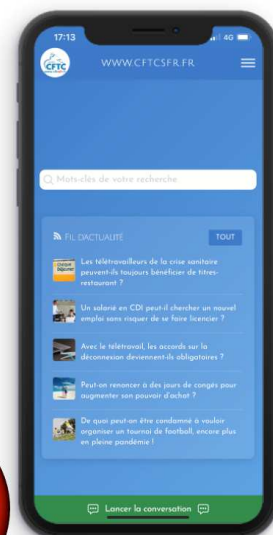 17:13
4G
CFTC
WWW.CFTCSFR.FR
Mots-clés de votre recherche
FIL D'ACTUALITÉ
TOUT
Les télétravailleurs de la crise sanitaire
peuvent-ils toujours bénéficier de titres-
restaurant ?
Un salarié en CDI peut-il chercher un nouvel
emploi sans risquer de se faire licencier ?
Avec le télétravail, les accords sur la
déconnexion deviennent-ils obligatoires ?
Peut-on renoncer à des jours de congés pour
augmenter son pouvoir d'achat ?
De quoi peut-on être condamné à vouloir
organiser un tournoi de football, encore plus
en pleine pandémie !
Lancer la conversation